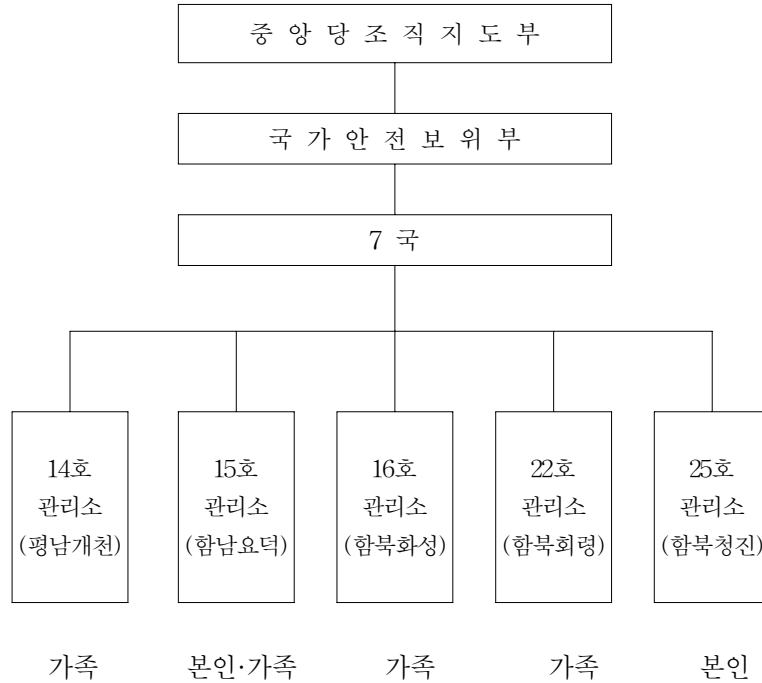 중 앙 당 조 직 지 도 부
국 가 안 전 보 위 부
7 국
14호
관리소
(평남개천)
15호
관리소
(함남요덕)
16호
관리소
(함북화성)
22호
관리소
(함북회령)
25호
관리소
(함북청진)
가족
본인·가족
가족
가족
본인